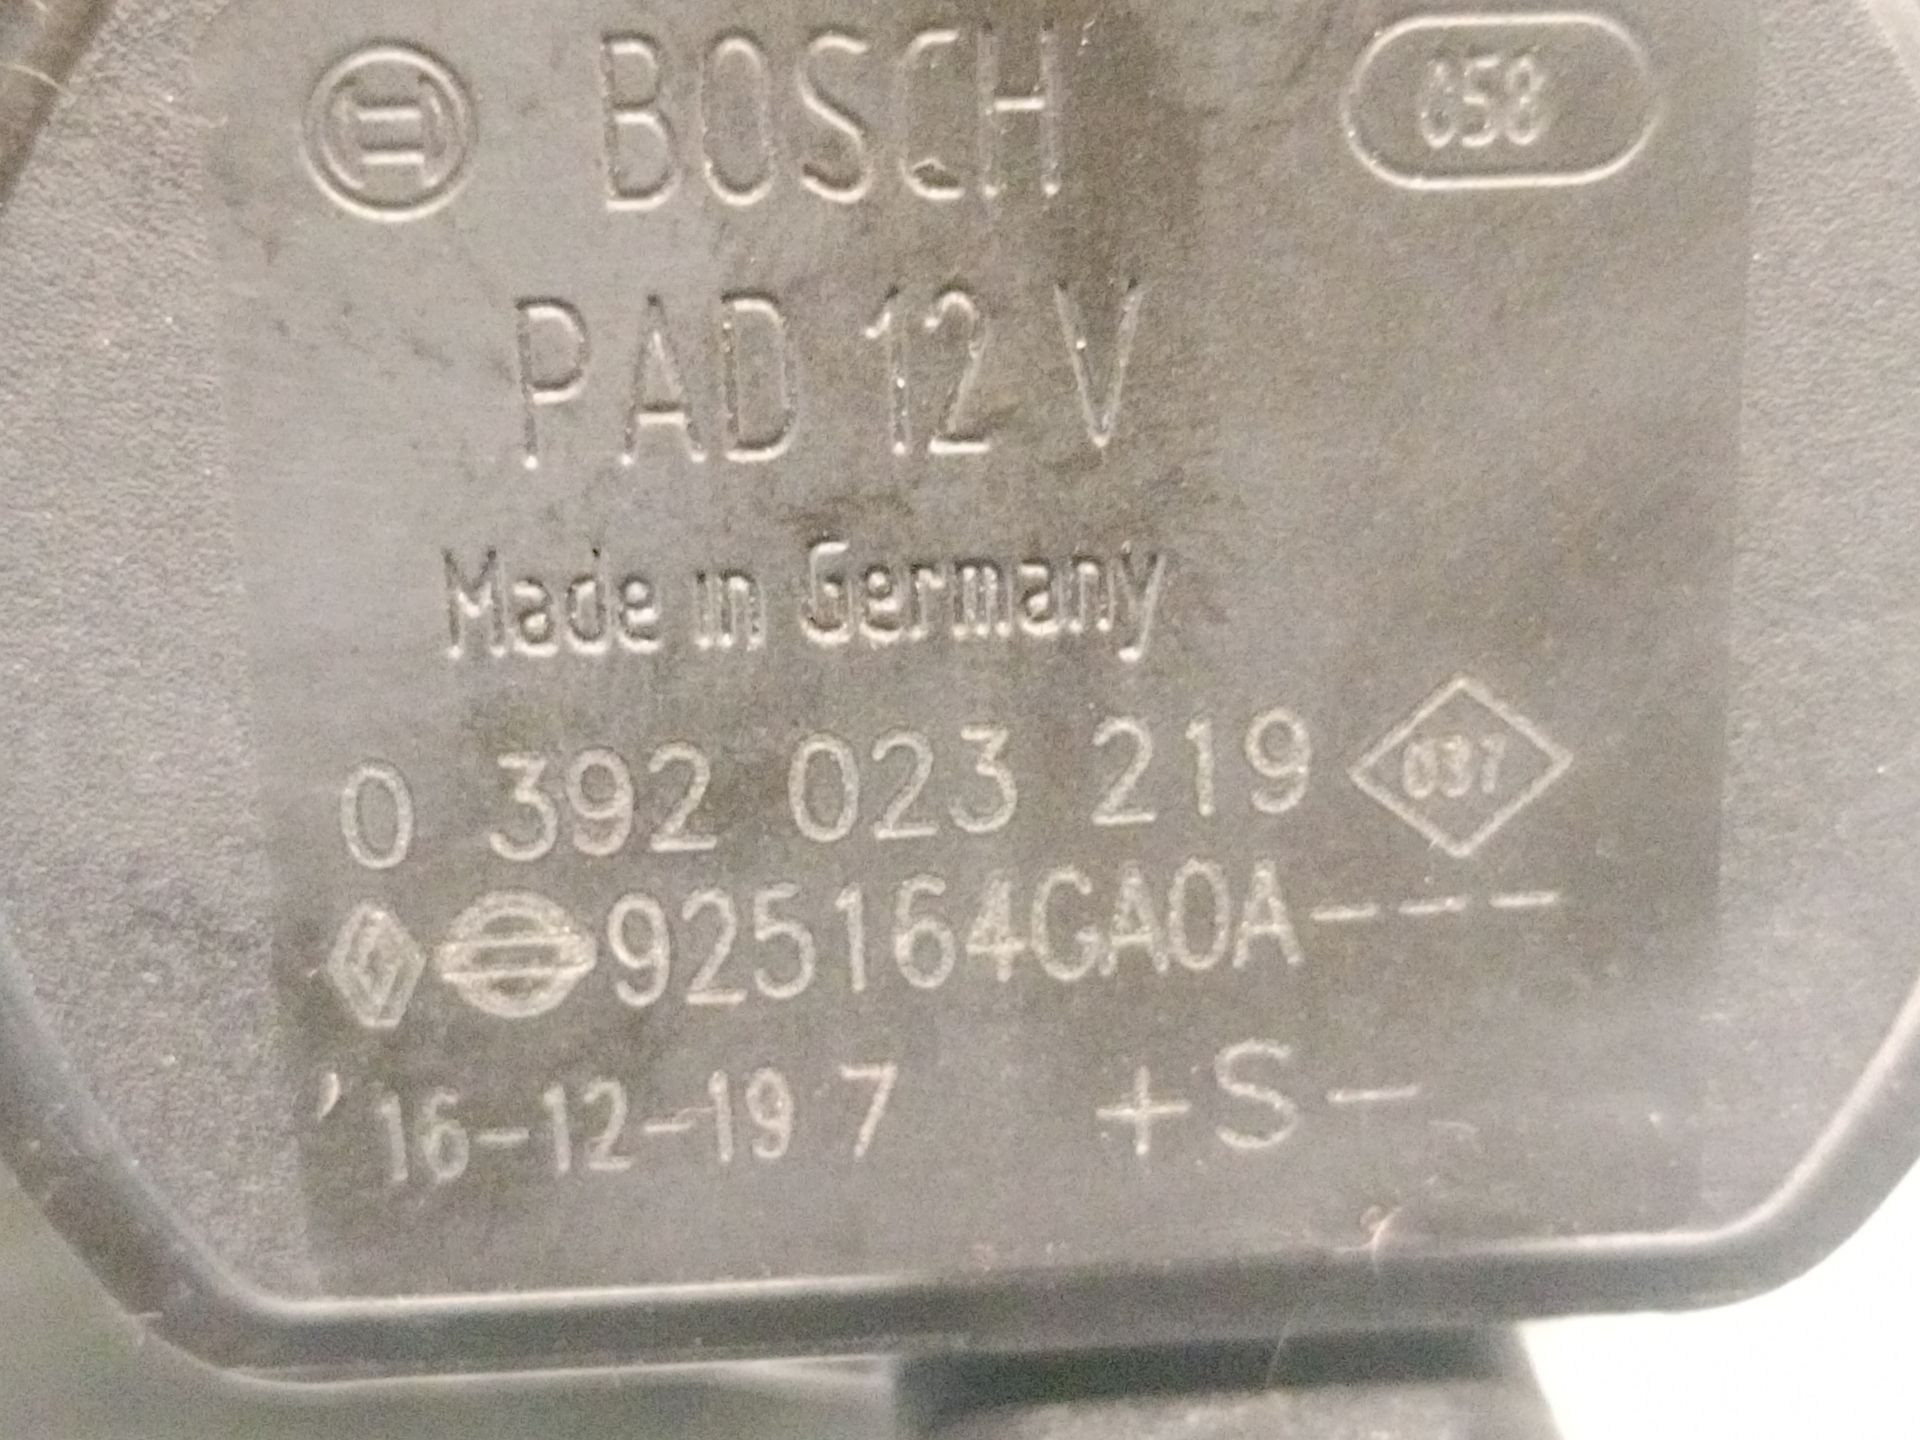 BOSCH 058
PAD 12 V
Made in Germany
0 392 023 219 037
925164GA0A---
'16-12-19 7 +S-